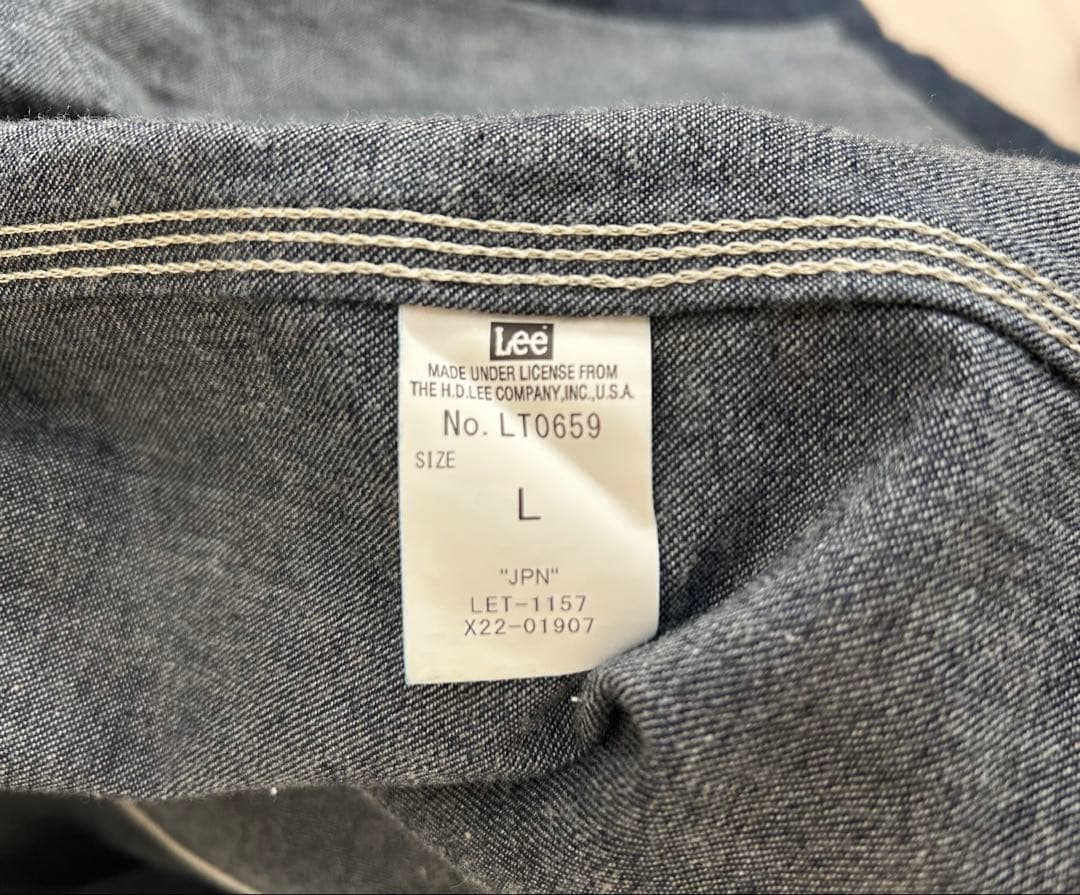 Lee
MADE UNDER LICENSE FROM
THE H.D.LEE COMPANY,INC.,U.S.A.
No. LT0659
SIZE
L
"JPN"
LET-1157
X22-01907